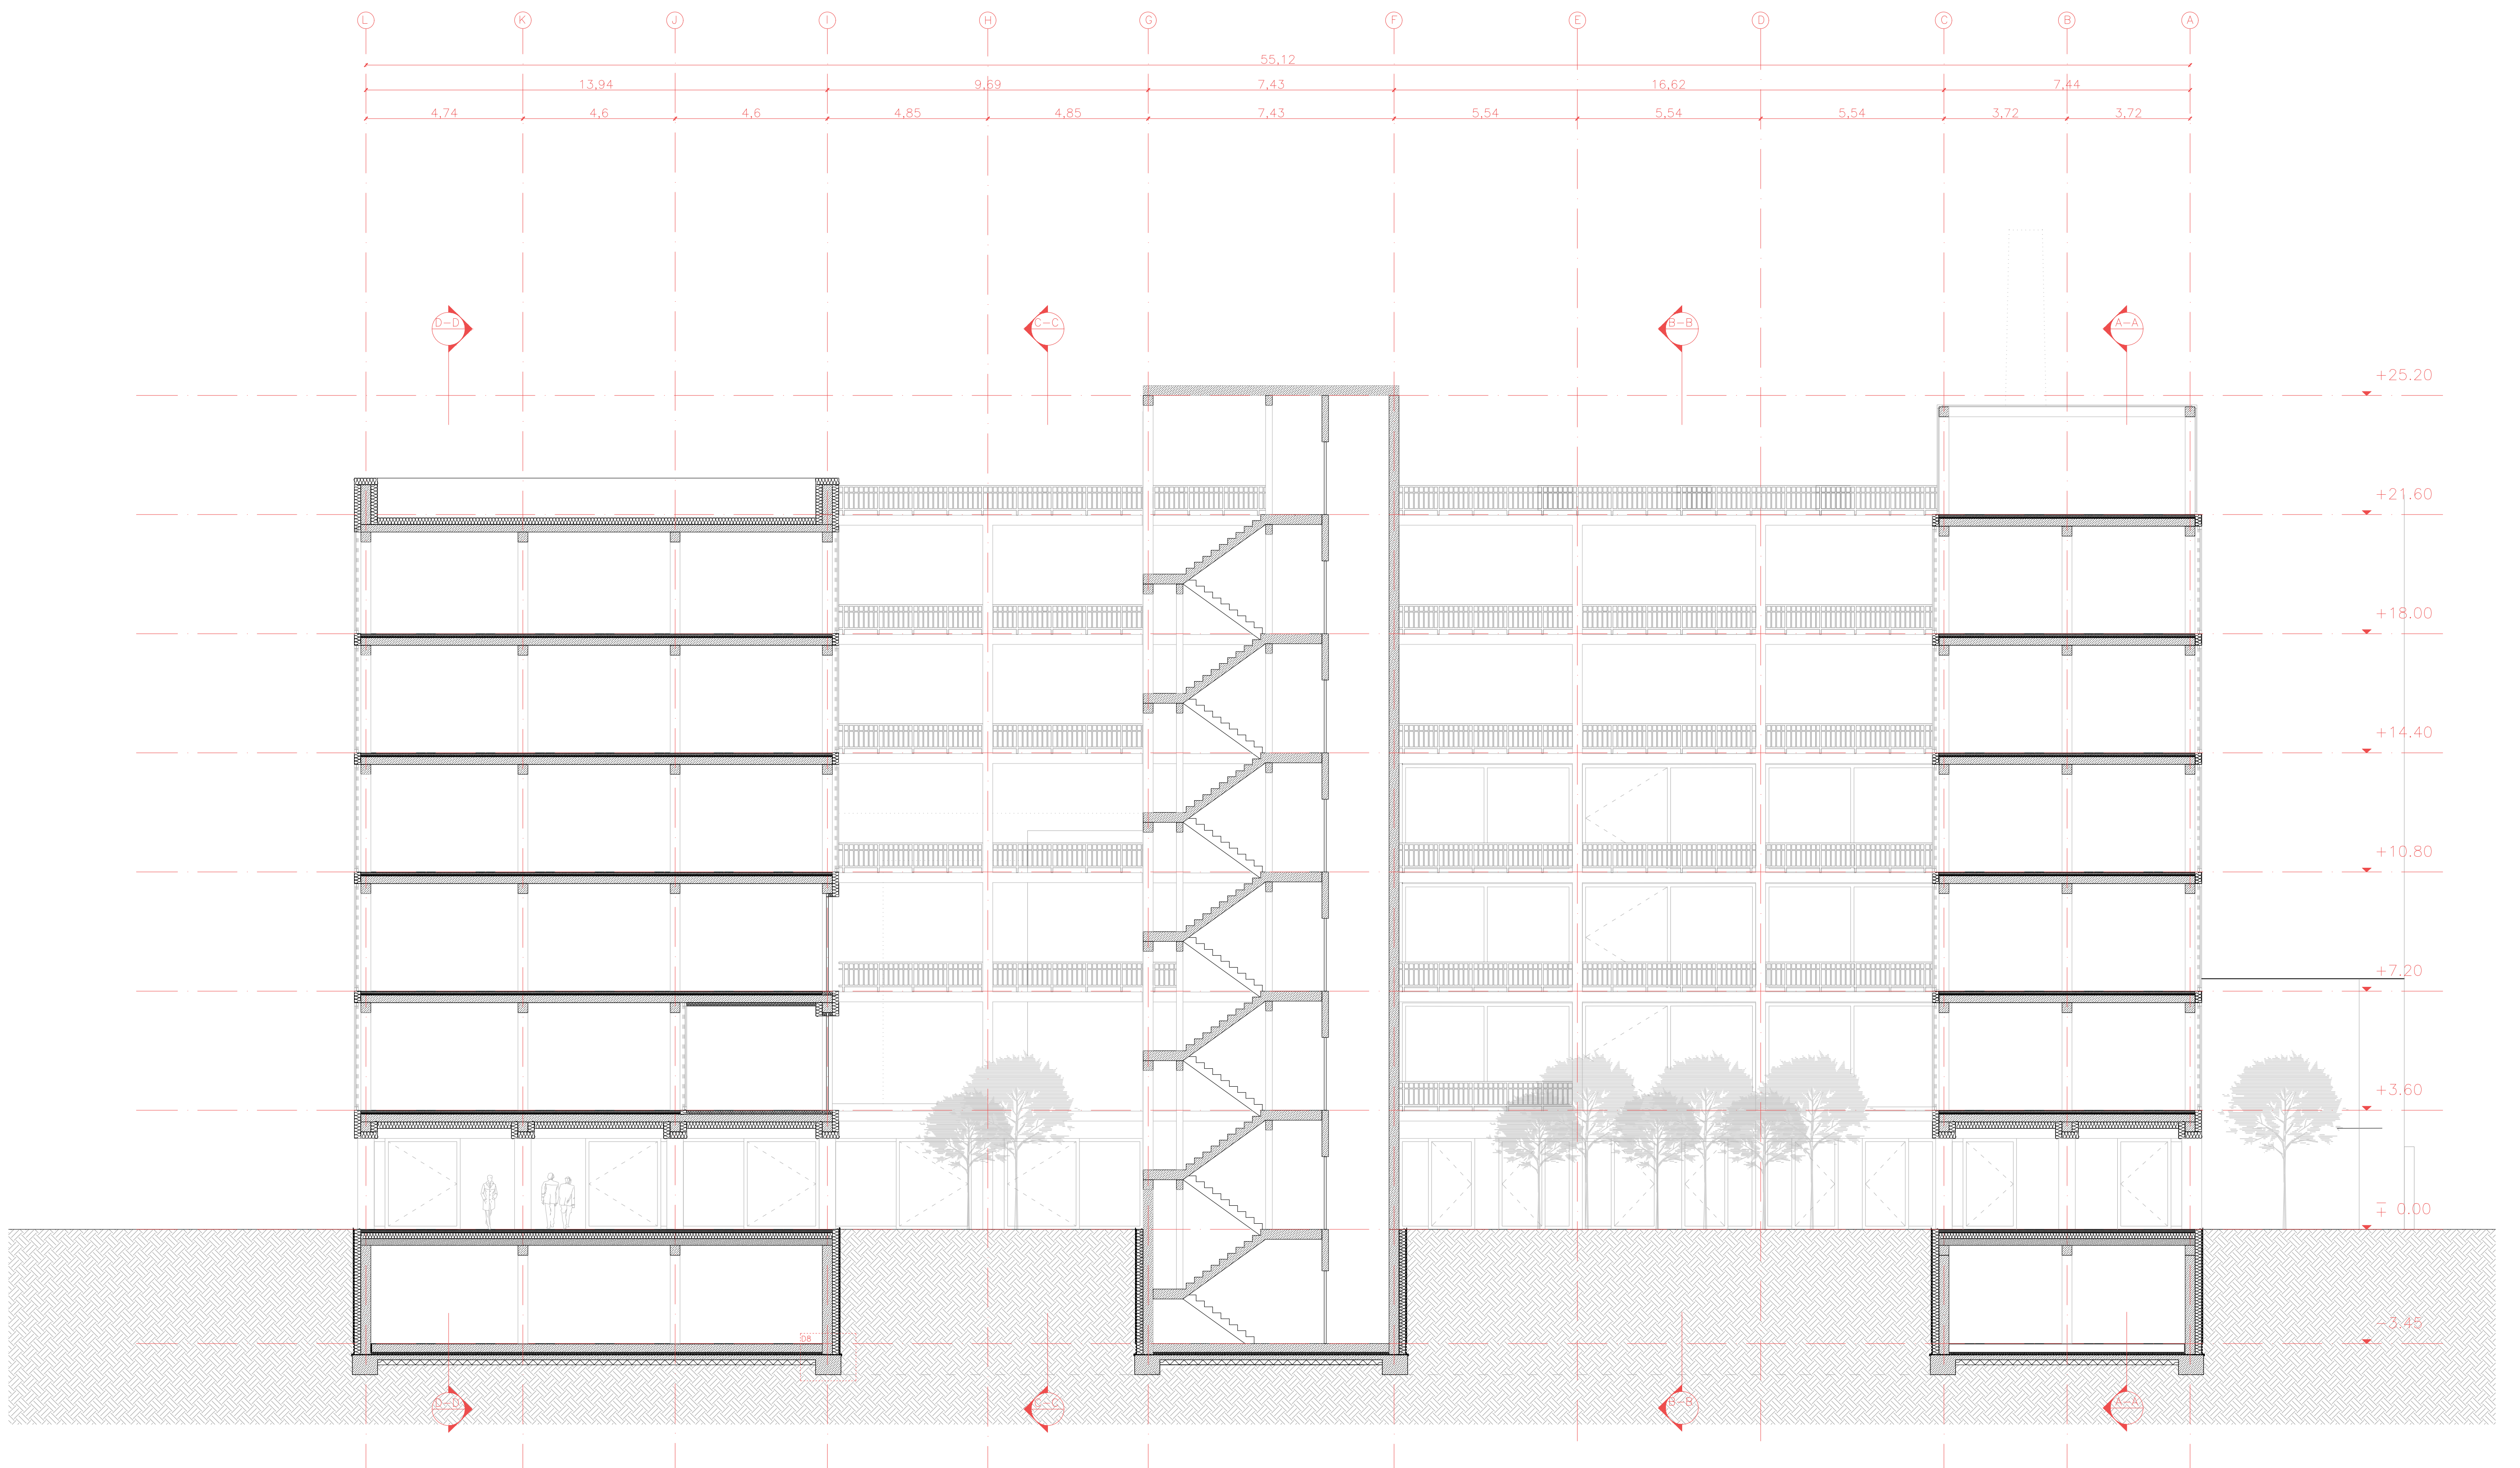 L K J I H G F E D C B A
55,12
13,94 9,69 7,43 16,62 7,44
4,74 4,6 4,6 4,85 4,85 7,43 5,54 5,54 5,54 3,72 3,72
D-D C-C B-B A-A
+25.20
+21.60
+18.00
+14.40
+10.80
+7.20
+3.60
± 0.00
-3.45
D8
D-D C-C B-B A-A